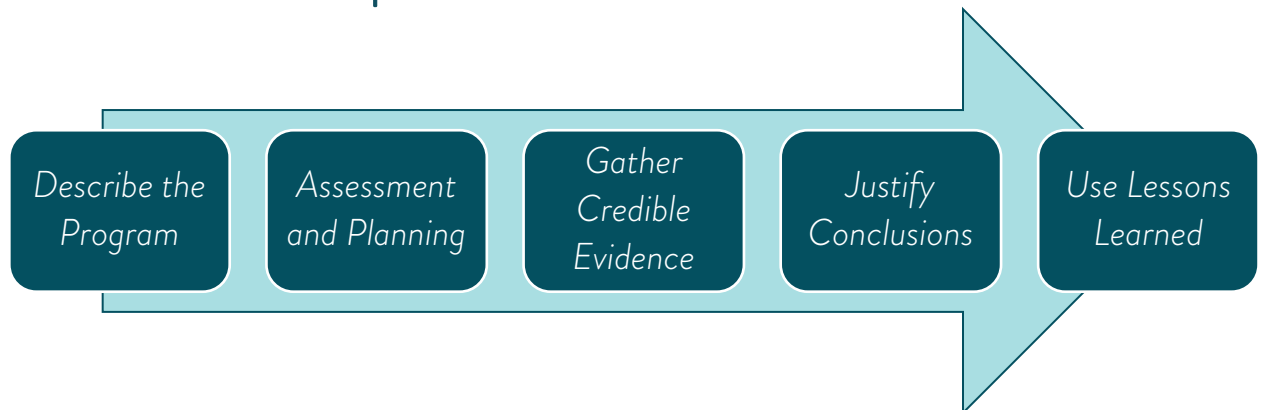 Describe the
Program
Assessment
and Planning
Gather
Credible
Evidence
Justify
Conclusions
Use Lessons
Learned